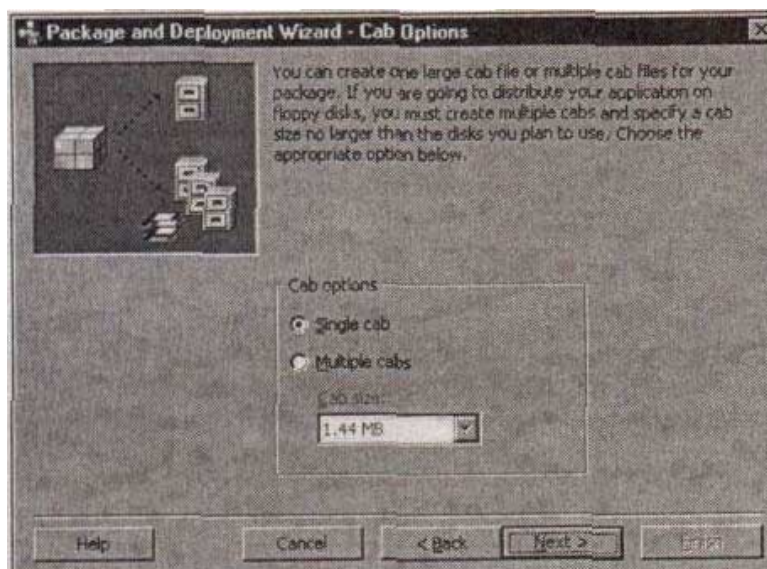 Package and Deployment Wizard - Cab Options
You can create one large cab file or multiple cab files for your
package. If you are going to distribute your application on
floppy disks, you must create multiple cabs and specify a cab
size no larger than the disks you plan to use. Choose the
appropriate option below.
Cab options
Single cab
Multiple cabs
Cab size:
1.44 MB
Help
Cancel
< Back
Next >
Finish